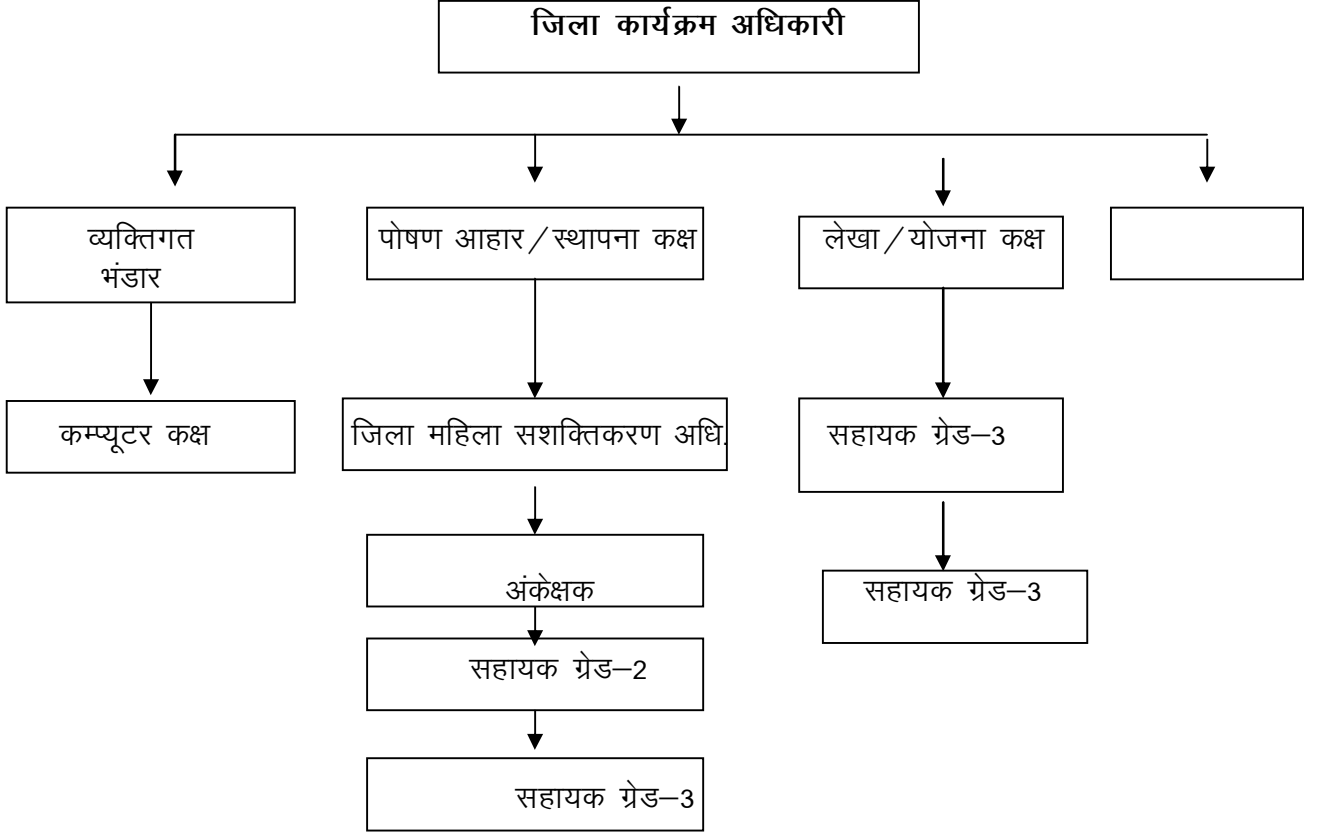 जिला कार्यक्रम अधिकारी
व्यक्तिगत
भंडार
पोषण आहार/स्थापना कक्ष
लेखा/योजना कक्ष
कम्प्यूटर कक्ष
जिला महिला सशक्तिकरण अधि.
सहायक ग्रेड–3
अंकेक्षक
सहायक ग्रेड–3
सहायक ग्रेड–2
सहायक ग्रेड–3